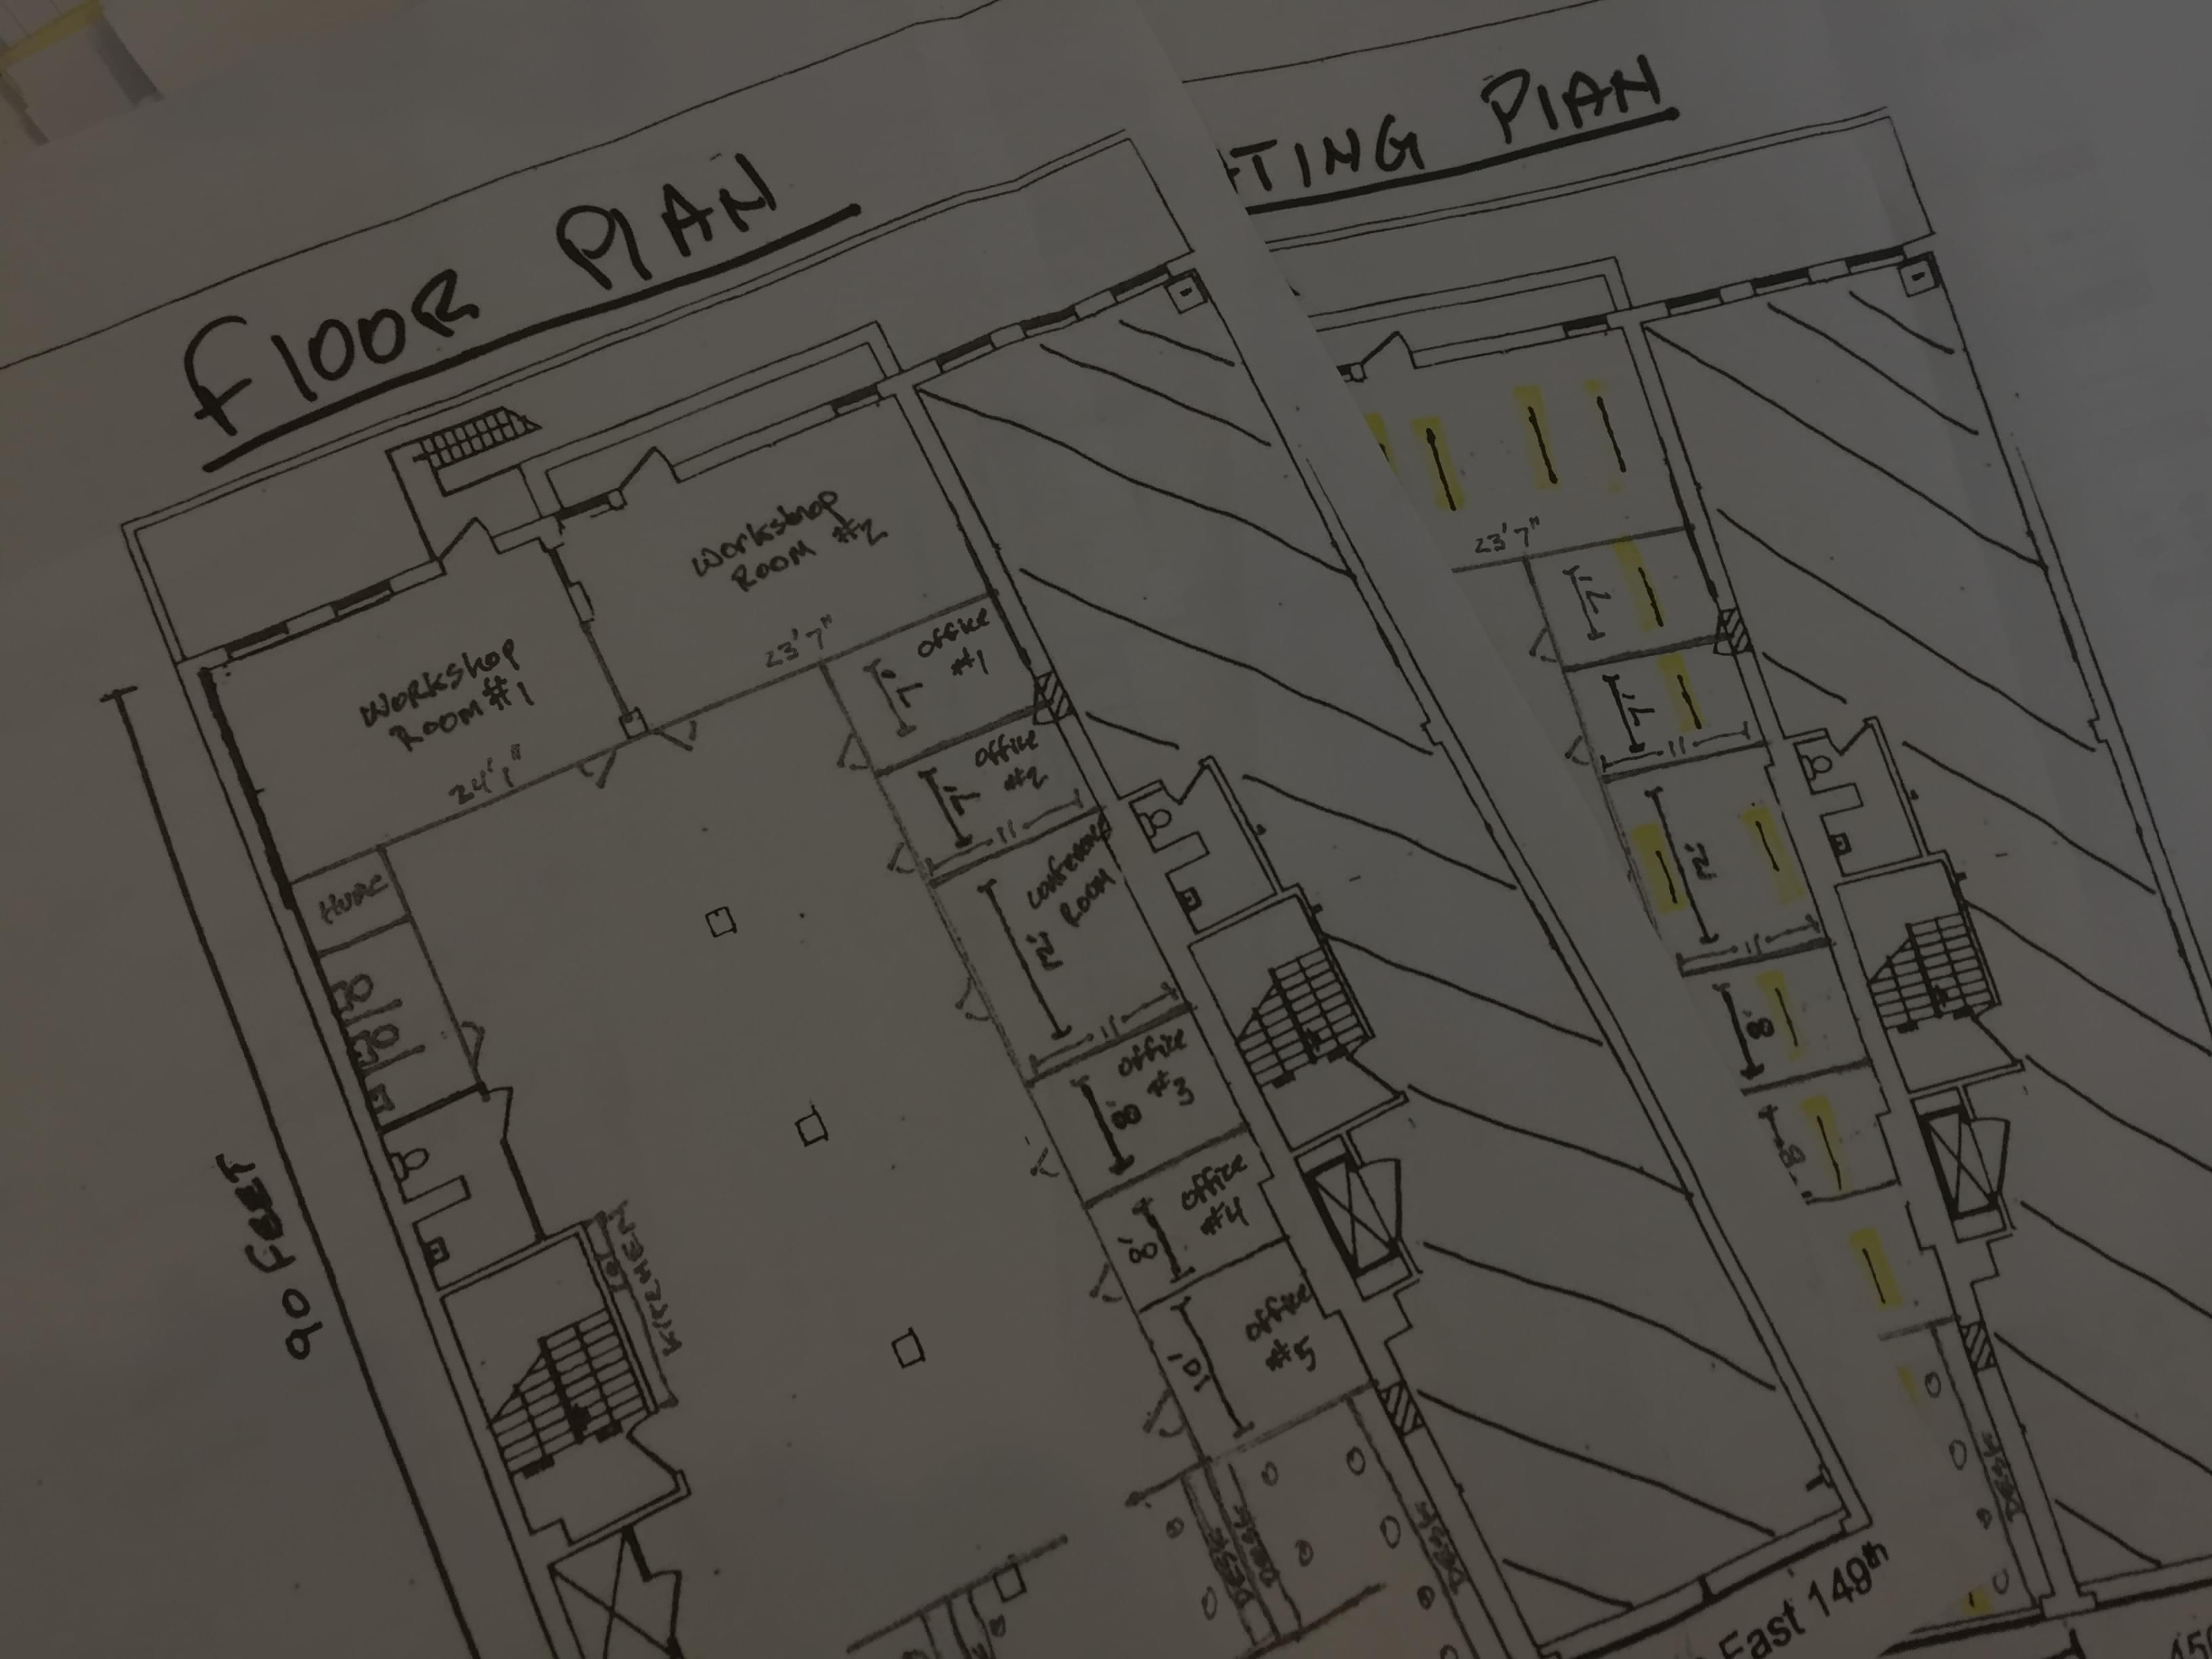 FlOOR PlAN
Workshop
Room #2
23'7"
Workshop
Room #1
24'1"
office
#1
7'
office
#2
7'
11
HVAC
conference
Room
12'
11
office
#3
8'
office
#4
8'
office
#5
10'
KITCHEN
90 FEET
DESK
DESK
DESK
East 149th
TING PlAN
23'7"
7'
7'
11
12'
11
8'
8
DESK